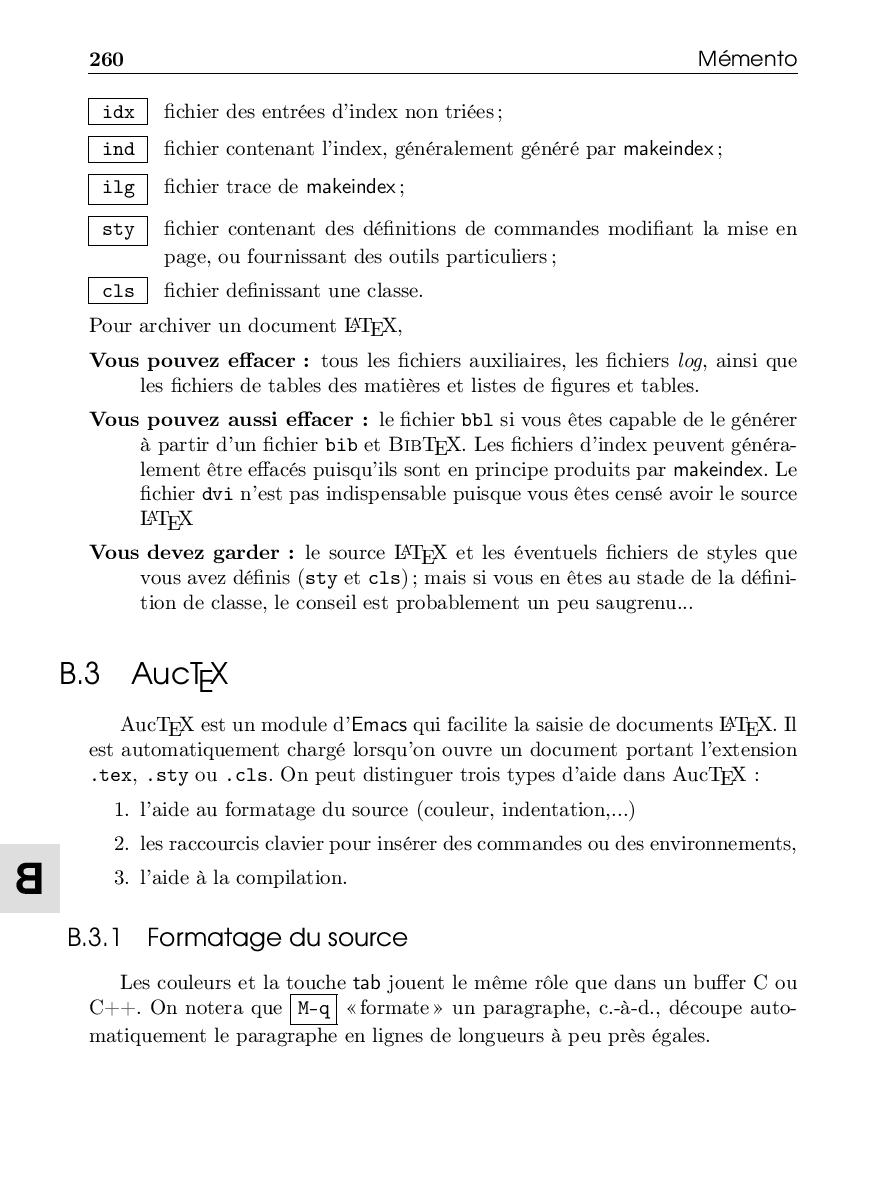 260 Mémento
idx fichier des entrées d'index non triées ;
ind fichier contenant l'index, généralement généré par makeindex ;
ilg fichier trace de makeindex ;
sty fichier contenant des définitions de commandes modifiant la mise en
page, ou fournissant des outils particuliers ;
cls fichier definissant une classe.
Pour archiver un document LATEX,
Vous pouvez effacer : tous les fichiers auxiliaires, les fichiers log, ainsi que
les fichiers de tables des matières et listes de figures et tables.
Vous pouvez aussi effacer : le fichier bbl si vous êtes capable de le générer
à partir d'un fichier bib et BIBTEX. Les fichiers d'index peuvent généra-
lement être effacés puisqu'ils sont en principe produits par makeindex. Le
fichier dvi n'est pas indispensable puisque vous êtes censé avoir le source
LATEX
Vous devez garder : le source LATEX et les éventuels fichiers de styles que
vous avez définis (sty et cls) ; mais si vous en êtes au stade de la défini-
tion de classe, le conseil est probablement un peu saugrenu...
B.3 AucTEX
AucTEX est un module d'Emacs qui facilite la saisie de documents LATEX. Il
est automatiquement chargé lorsqu'on ouvre un document portant l'extension
.tex, .sty ou .cls. On peut distinguer trois types d'aide dans AucTEX :
1. l'aide au formatage du source (couleur, indentation,...)
2. les raccourcis clavier pour insérer des commandes ou des environnements,
3. l'aide à la compilation.
B
B.3.1 Formatage du source
Les couleurs et la touche tab jouent le même rôle que dans un buffer C ou
C++. On notera que M-q « formate » un paragraphe, c.-à-d., découpe auto-
matiquement le paragraphe en lignes de longueurs à peu près égales.